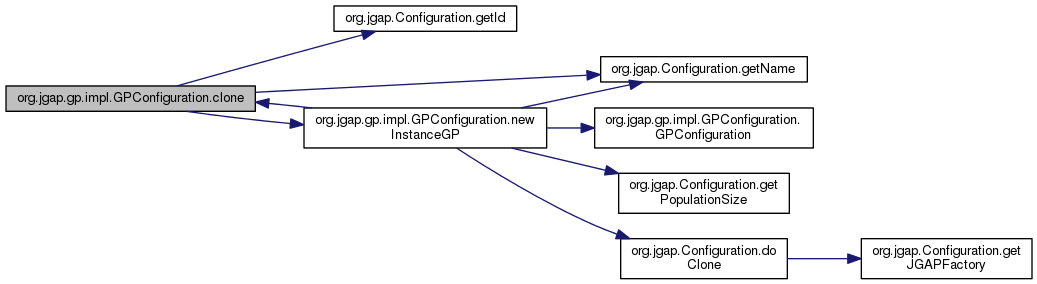 org.jgap.Configuration.getId
org.jgap.Configuration.getName
org.jgap.gp.impl.GPConfiguration.clone
org.jgap.gp.impl.GPConfiguration.new
InstanceGP
org.jgap.gp.impl.GPConfiguration.
GPConfiguration
org.jgap.Configuration.get
PopulationSize
org.jgap.Configuration.do
Clone
org.jgap.Configuration.get
JGAPFactory